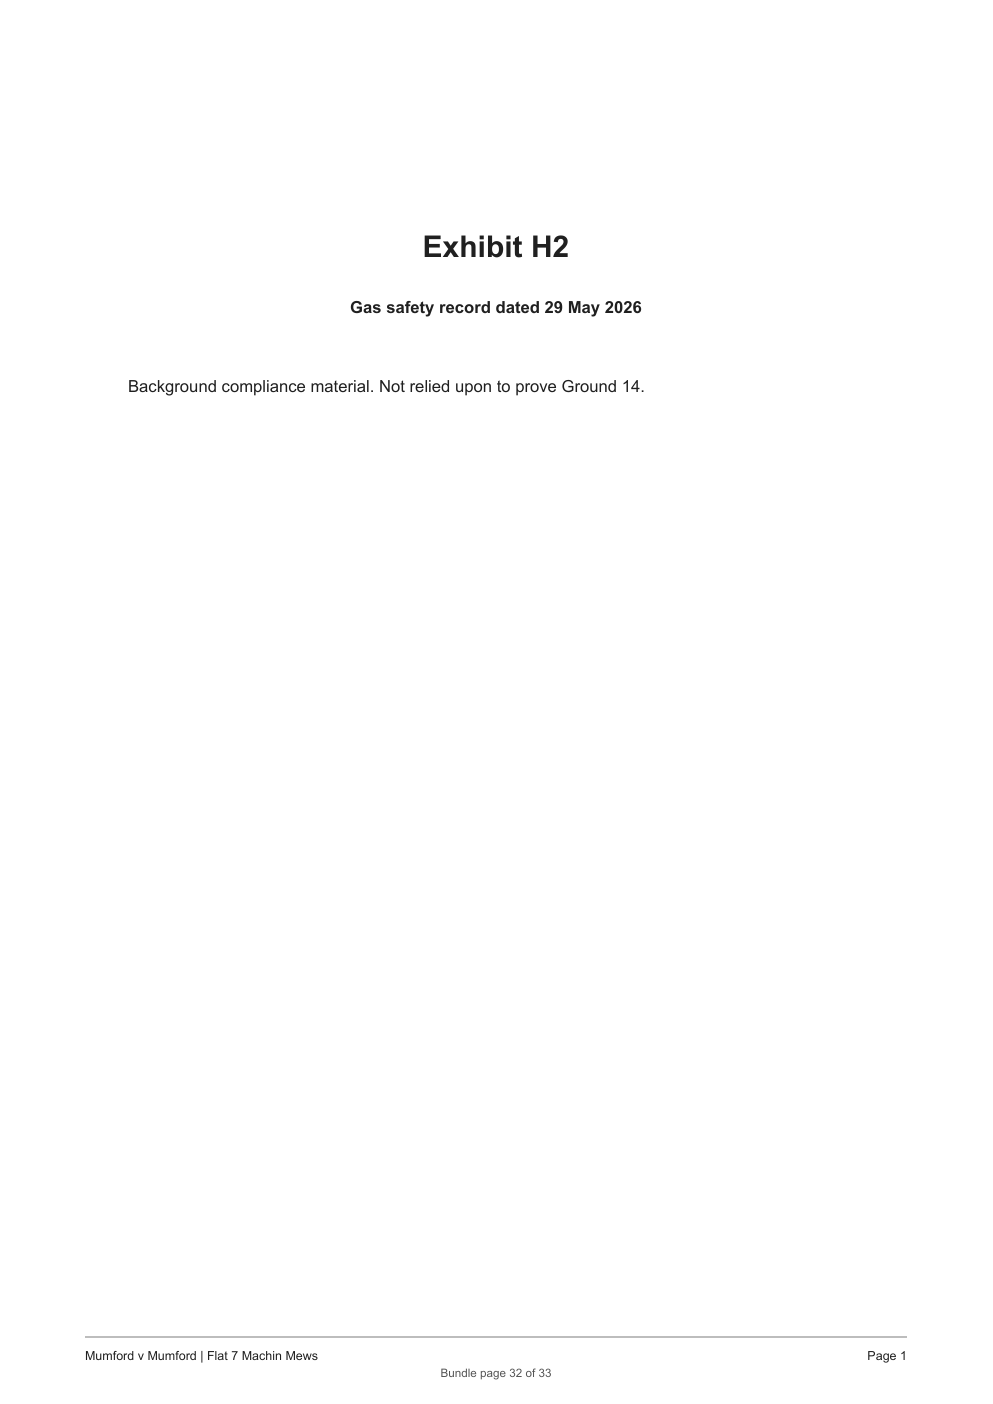 Exhibit H2
Gas safety record dated 29 May 2026
Background compliance material. Not relied upon to prove Ground 14.
Mumford v Mumford | Flat 7 Machin Mews
Page 1
Bundle page 32 of 33